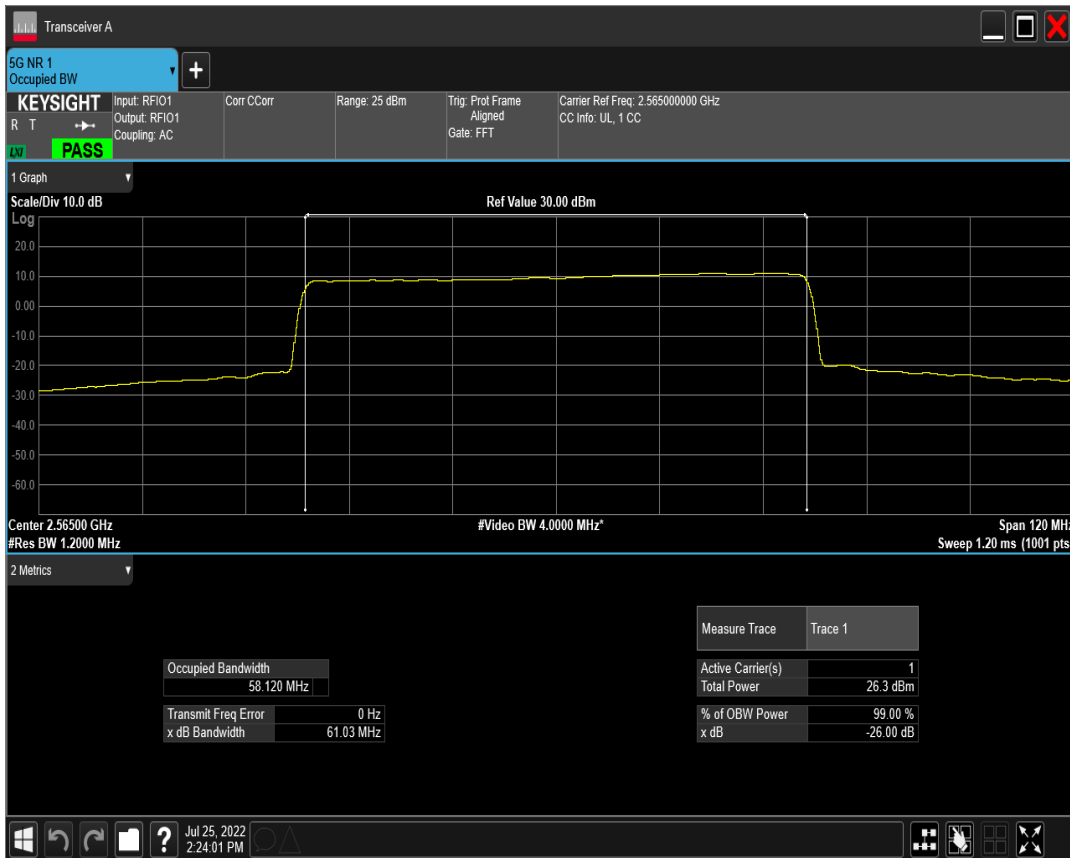 Transceiver A
5G NR 1
Occupied BW
+
KEYSIGHT
R T
LXI
PASS
Input: RFIO1
Output: RFIO1
Coupling: AC
Corr CCorr
Range: 25 dBm
Trig: Prot Frame
Aligned
Gate: FFT
Carrier Ref Freq: 2.565000000 GHz
CC Info: UL, 1 CC
1 Graph
Scale/Div 10.0 dB
Ref Value 30.00 dBm
Log
20.0
10.0
0.00
-10.0
-20.0
-30.0
-40.0
-50.0
-60.0
Center 2.56500 GHz
#Video BW 4.0000 MHz*
Span 120 MHz
#Res BW 1.2000 MHz
Sweep 1.20 ms (1001 pts
2 Metrics
Measure Trace Trace 1
Occupied Bandwidth
58.120 MHz
Active Carrier(s) 1
Total Power 26.3 dBm
Transmit Freq Error 0 Hz
x dB Bandwidth 61.03 MHz
% of OBW Power 99.00 %
x dB -26.00 dB
?
Jul 25, 2022
2:24:01 PM